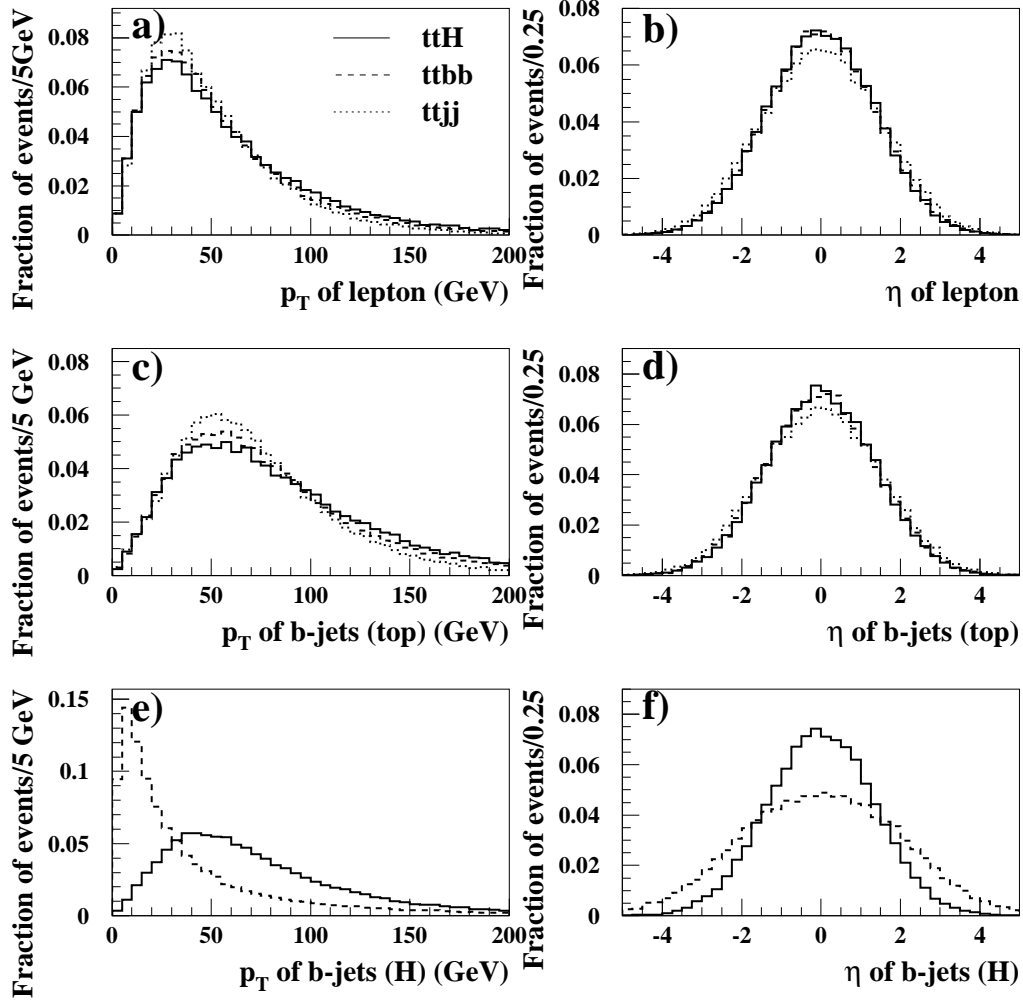 a)
ttH
ttbb
ttjj
Fraction of events/5GeV
0.08
0.06
0.04
0.02
0
0 50 100 150 200
p_T of lepton (GeV)
b)
Fraction of events/0.25
0.08
0.06
0.04
0.02
0
-4 -2 0 2 4
η of lepton
c)
Fraction of events/5 GeV
0.08
0.06
0.04
0.02
0
0 50 100 150 200
p_T of b-jets (top) (GeV)
d)
Fraction of events/0.25
0.08
0.06
0.04
0.02
0
-4 -2 0 2 4
η of b-jets (top)
e)
Fraction of events/5 GeV
0.15
0.1
0.05
0
0 50 100 150 200
p_T of b-jets (H) (GeV)
f)
Fraction of events/0.25
0.08
0.06
0.04
0.02
0
-4 -2 0 2 4
η of b-jets (H)